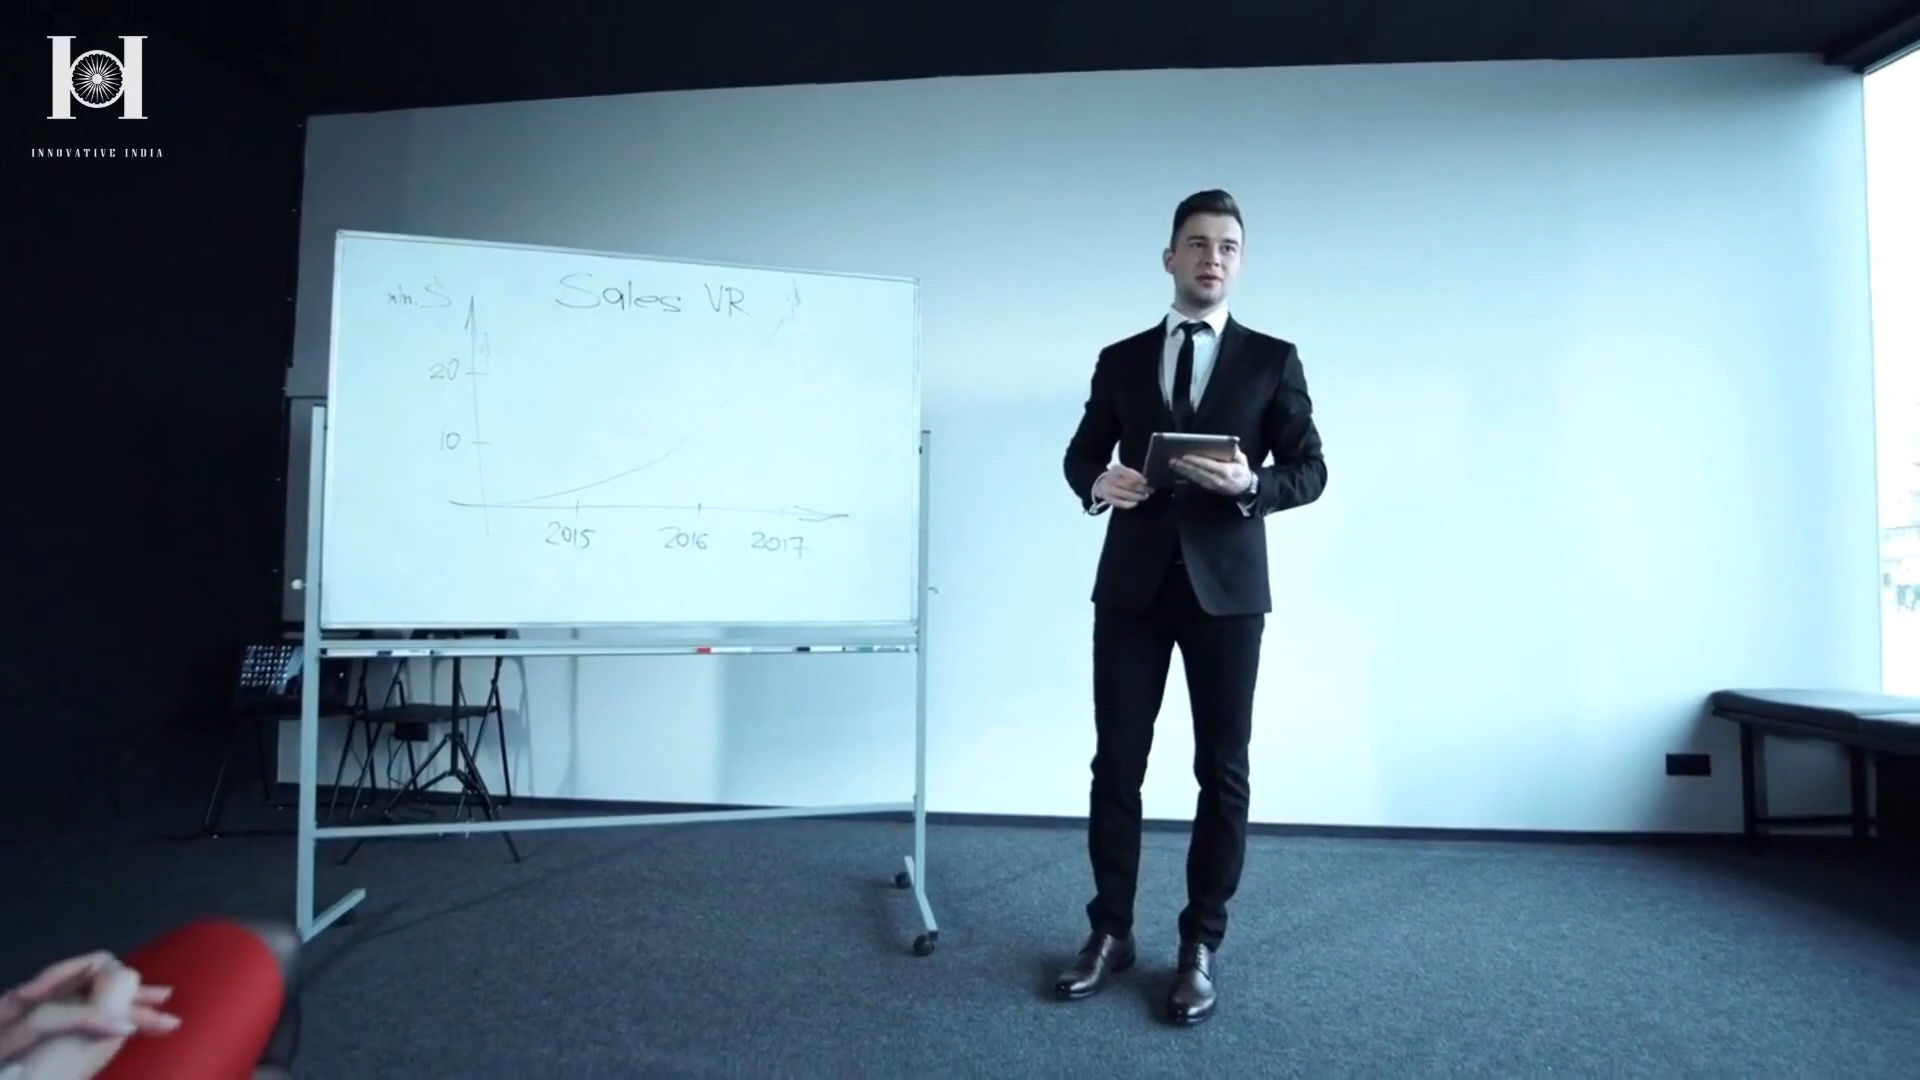 INNOVATIVE INDIA
mln. $
Sales VR
20
10
2015 2016 2017